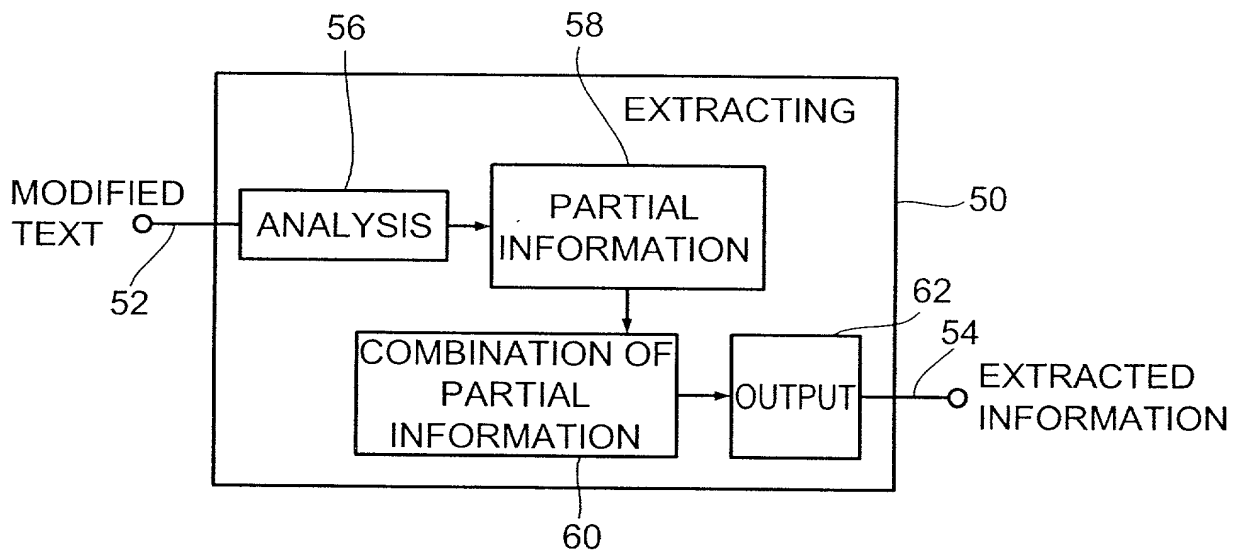 56
58
EXTRACTING
MODIFIED
TEXT
ANALYSIS
PARTIAL
INFORMATION
50
52
62
54
COMBINATION OF
PARTIAL
INFORMATION
OUTPUT
EXTRACTED
INFORMATION
60